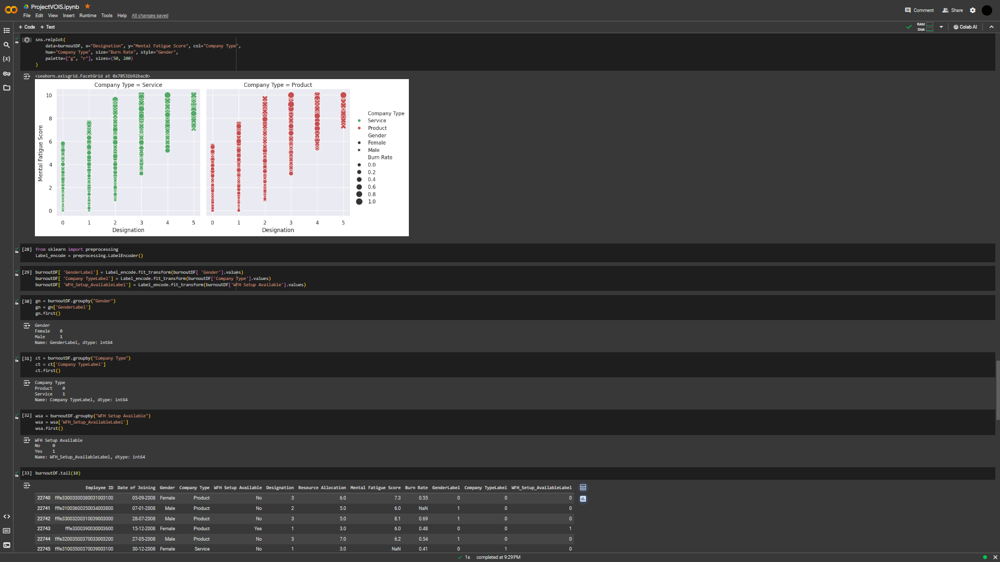 ProjectVOIS.ipynb
File Edit View Insert Runtime Tools Help All changes saved
Comment Share
+ Code + Text
RAM
Disk
Colab AI
sns.relplot(
data=burnoutDF, x="Designation", y="Mental Fatigue Score", col="Company Type",
hue="Company Type", size="Burn Rate", style="Gender",
palette=["g", "r"], sizes=(50, 200)
)
<seaborn.axisgrid.FacetGrid at 0x78531b92bac0>
Company Type = Service Company Type = Product
Mental Fatigue Score
10
8
6
4
2
0
0 1 2 3 4 5 0 1 2 3 4 5
Designation Designation
Company Type
Service
Product
Gender
Female
Male
Burn Rate
0.0
0.2
0.4
0.6
0.8
1.0
[28] from sklearn import preprocessing
Label_encode = preprocessing.LabelEncoder()
[29] burnoutDF[ 'GenderLabel'] = Label_encode.fit_transform(burnoutDF[ 'Gender'].values)
burnoutDF[ 'Company TypeLabel'] = Label_encode.fit_transform(burnoutDF['Company Type'].values)
burnoutDF[ 'WFH_Setup_AvailableLabel'] = Label_encode.fit_transform(burnoutDF['WFH Setup Available'].values)
[30] gn = burnoutDF.groupby("Gender")
gn = gn['GenderLabel']
gn.first()
Gender
Female 0
Male 1
Name: GenderLabel, dtype: int64
[31] ct = burnoutDF.groupby("Company Type")
ct = ct['Company TypeLabel']
ct.first()
Company Type
Product 0
Service 1
Name: Company TypeLabel, dtype: int64
[32] wsa = burnoutDF.groupby("WFH Setup Available")
wsa = wsa['WFH_Setup_AvailableLabel']
wsa.first()
WFH Setup Available
No 0
Yes 1
Name: WFH_Setup_AvailableLabel, dtype: int64
[33] burnoutDF.tail(10)
Employee ID Date of Joining Gender Company Type WFH Setup Available Designation Resource Allocation Mental Fatigue Score Burn Rate GenderLabel Company TypeLabel WFH_Setup_AvailableLabel
22740 fffe33003300380031003100 05-09-2008 Female Product No 3 6.0 7.3 0.55 0 0 0
22741 fffe31003600350034003800 07-01-2008 Male Product No 2 5.0 6.0 NaN 1 0 0
22742 fffe33003200310039003000 28-07-2008 Male Product No 3 5.0 8.1 0.69 1 0 0
22743 fffe3300390030003600 15-12-2008 Female Product Yes 1 3.0 6.0 0.48 0 0 1
22744 fffe32003500370033003200 27-05-2008 Male Product No 3 7.0 6.2 0.54 1 0 0
22745 fffe31003500370039003100 30-12-2008 Female Service No 1 3.0 NaN 0.41 0 1 0
1s completed at 9:29 PM